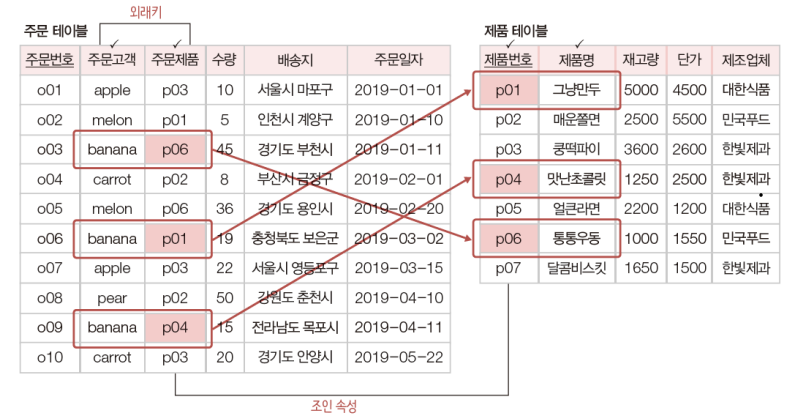 외래키
주문 테이블
주문번호 주문고객 주문제품 수량 배송지 주문일자
o01 apple p03 10 서울시 마포구 2019-01-01
o02 melon p01 5 인천시 계양구 2019-01-10
o03 banana p06 45 경기도 부천시 2019-01-11
o04 carrot p02 8 부산시 금정구 2019-02-01
o05 melon p06 36 경기도 용인시 2019-02-20
o06 banana p01 19 충청북도 보은군 2019-03-02
o07 apple p03 22 서울시 영등포구 2019-03-15
o08 pear p02 50 강원도 춘천시 2019-04-10
o09 banana p04 15 전라남도 목포시 2019-04-11
o10 carrot p03 20 경기도 안양시 2019-05-22
제품 테이블
제품번호 제품명 재고량 단가 제조업체
p01 그냥만두 5000 4500 대한식품
p02 매운쫄면 2500 5500 민국푸드
p03 쿵떡파이 3600 2600 한빛제과
p04 맛난초콜릿 1250 2500 한빛제과
p05 얼큰라면 2200 1200 대한식품
p06 통통우동 1000 1550 민국푸드
p07 달콤비스킷 1650 1500 한빛제과
조인 속성